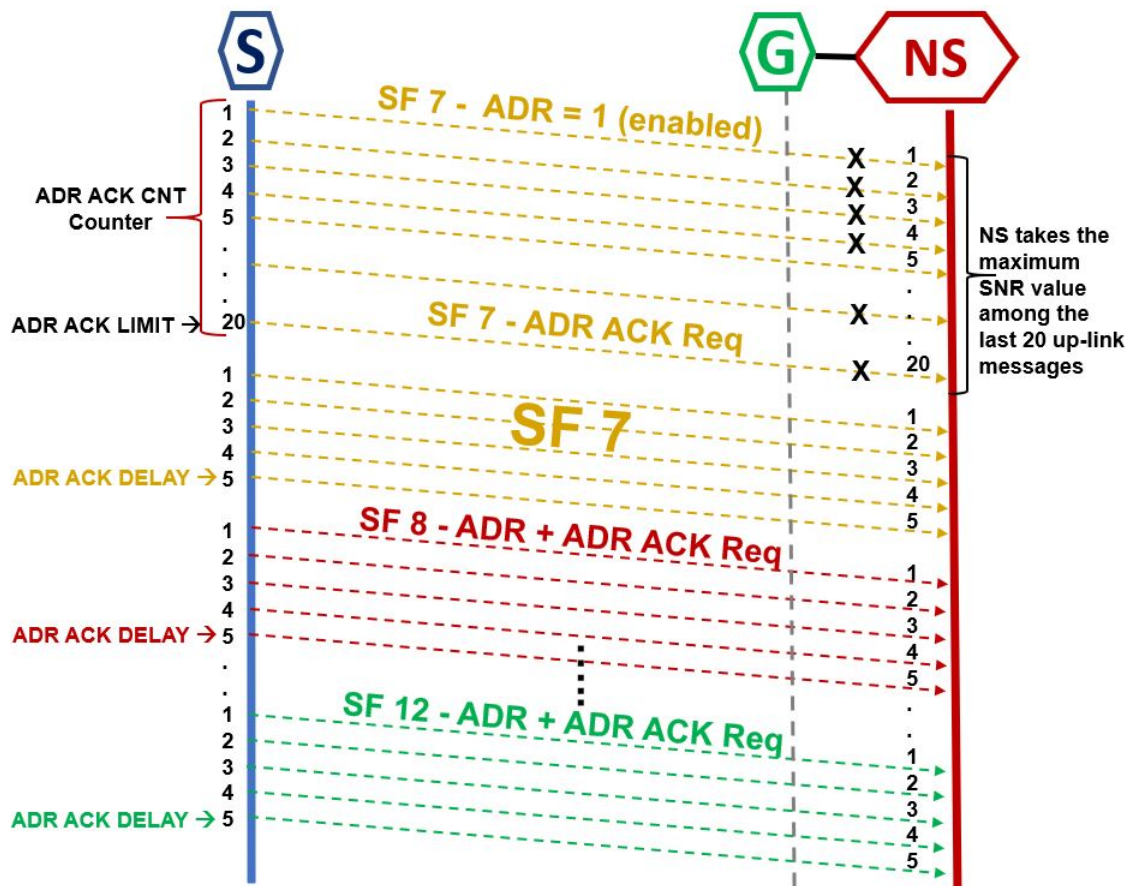 S
G
NS
SF 7 - ADR = 1 (enabled)
1
2
3
4
5
.
.
.
20
ADR ACK CNT
Counter
ADR ACK LIMIT →
X
X
X
X
X
X
1
2
3
4
5
.
.
.
20
NS takes the
maximum
SNR value
among the
last 20 up-link
messages
SF 7 - ADR ACK Req
1
2
3
4
ADR ACK DELAY → 5
SF 7
1
2
3
4
5
SF 8 - ADR + ADR ACK Req
1
2
3
4
ADR ACK DELAY → 5
.
.
1
2
3
4
5
.
.
SF 12 - ADR + ADR ACK Req
1
2
3
4
ADR ACK DELAY → 5
1
2
3
4
5